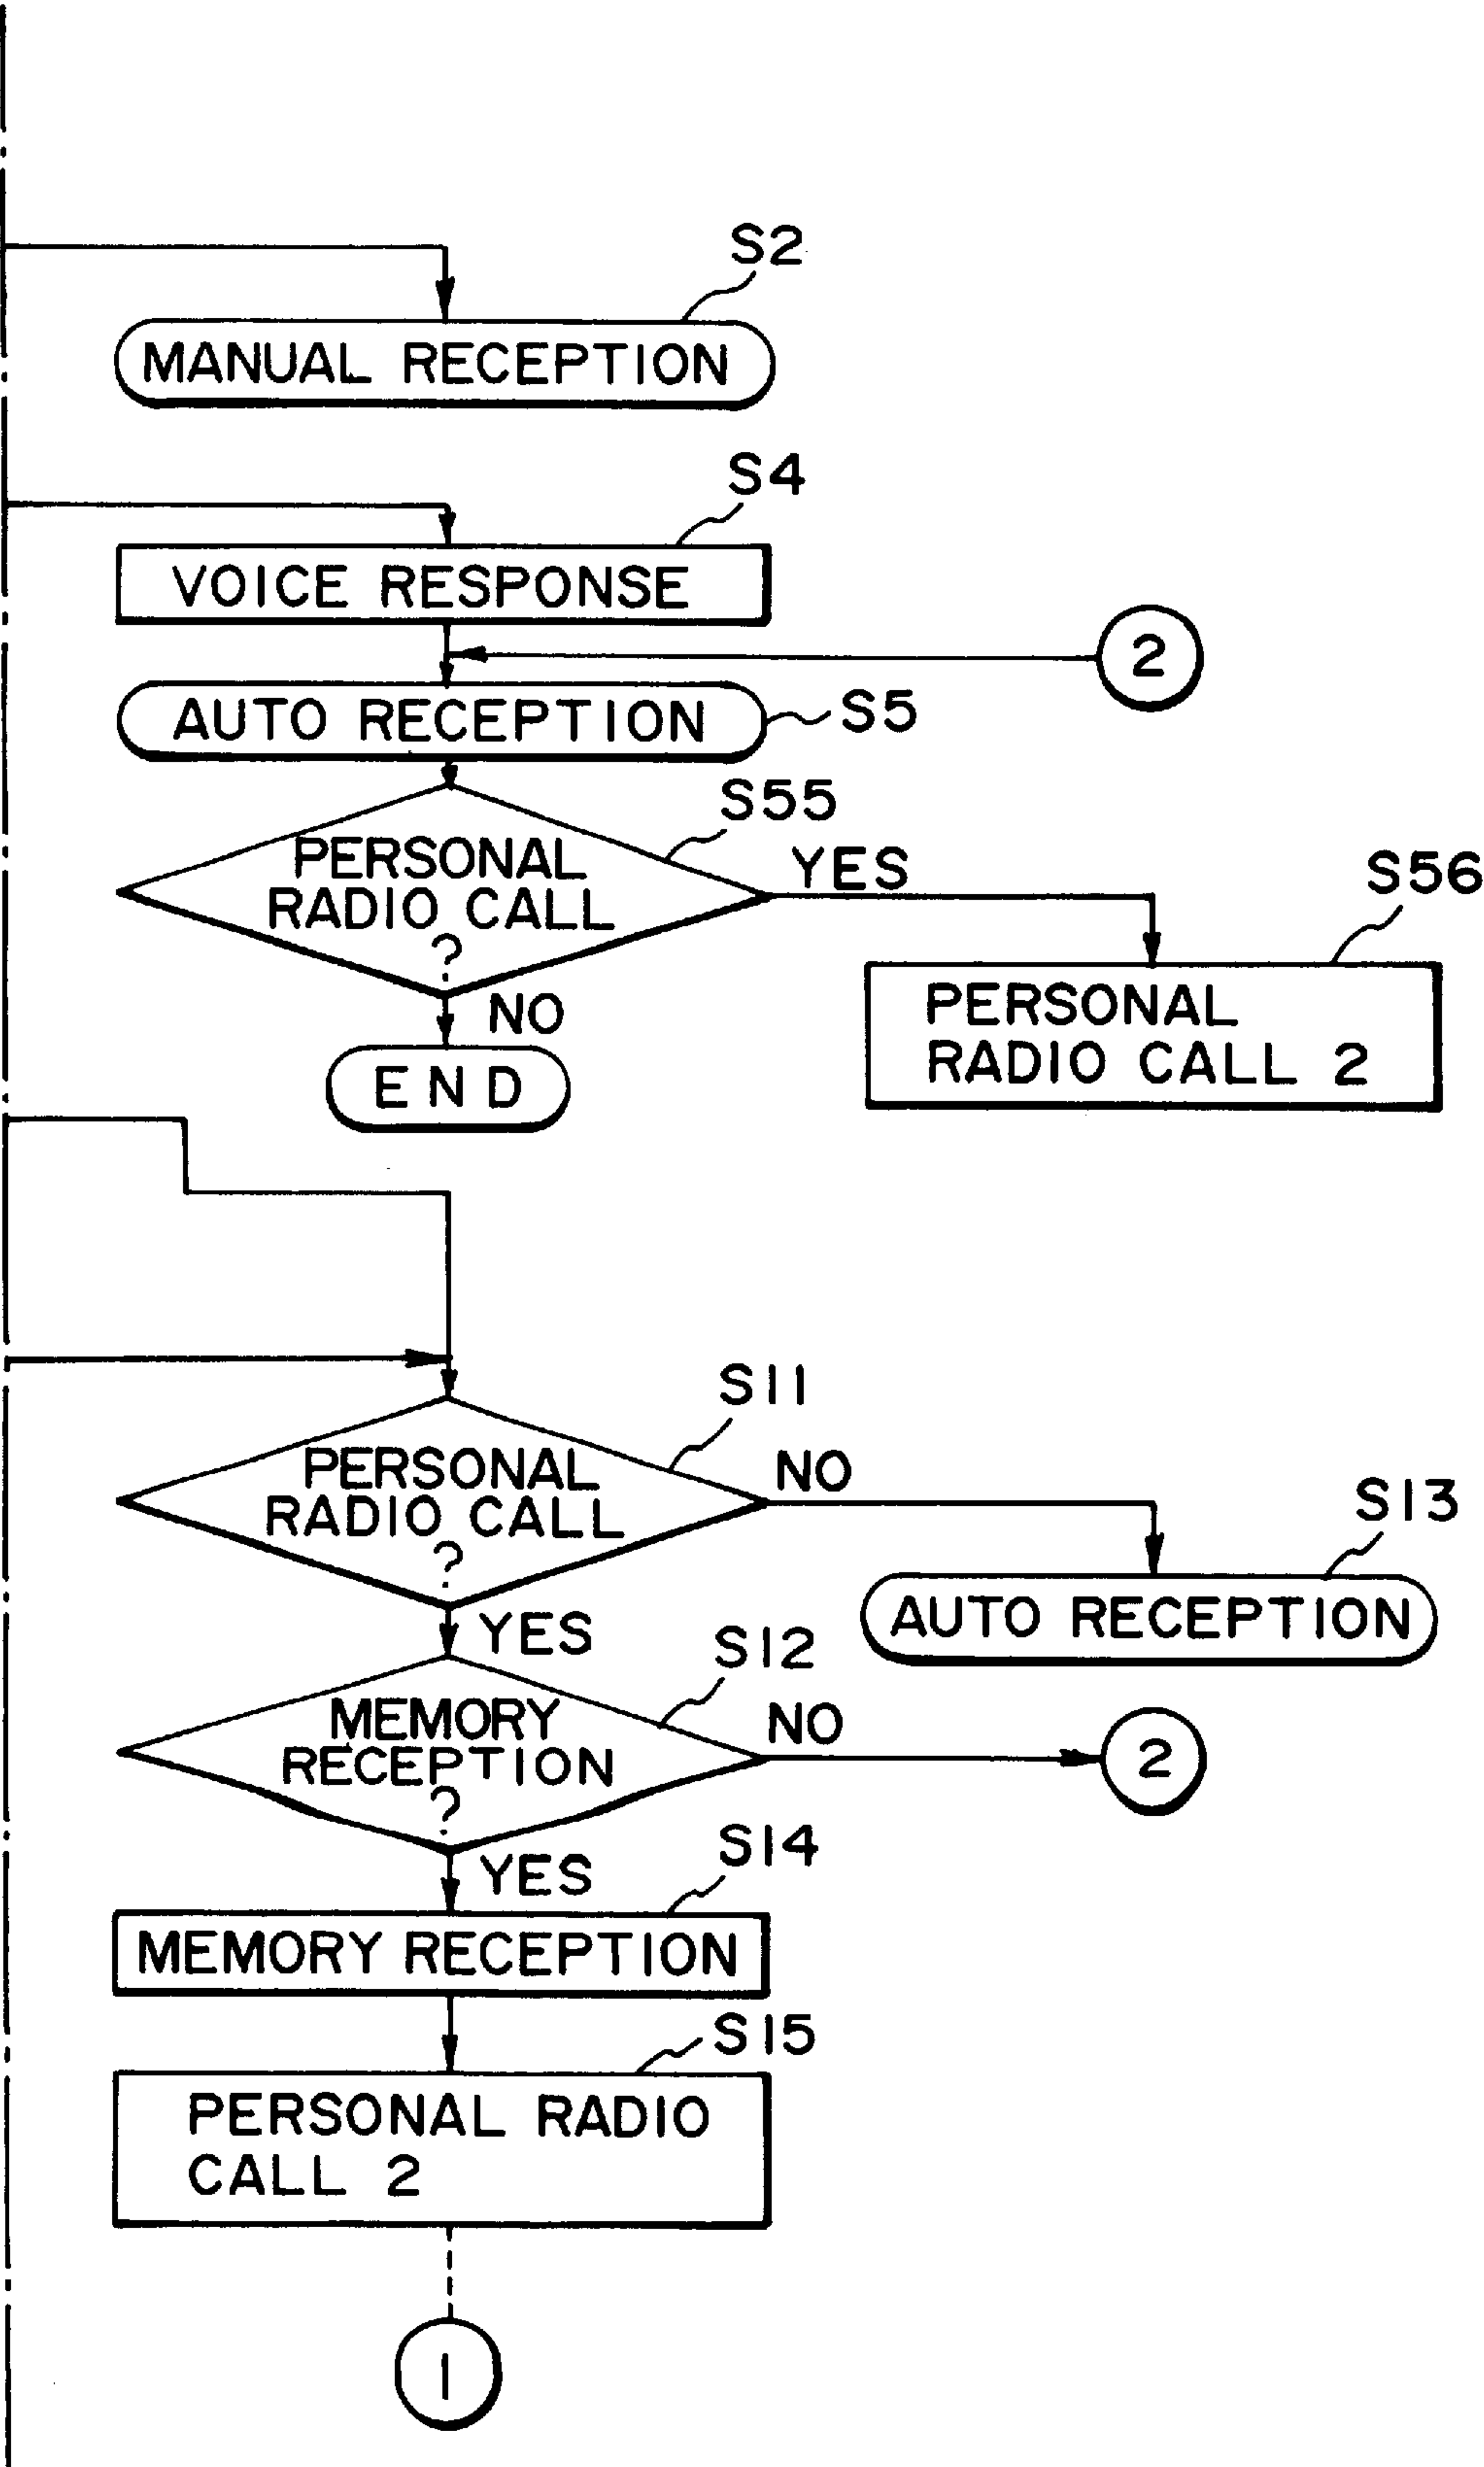 S2
MANUAL RECEPTION
S4
VOICE RESPONSE
2
AUTO RECEPTION
S5
S55
PERSONAL
RADIO CALL
?
YES
S56
PERSONAL
RADIO CALL 2
NO
END
S11
PERSONAL
RADIO CALL
?
NO
S13
AUTO RECEPTION
YES
S12
MEMORY
RECEPTION
?
NO
2
YES
S14
MEMORY RECEPTION
S15
PERSONAL RADIO
CALL 2
1